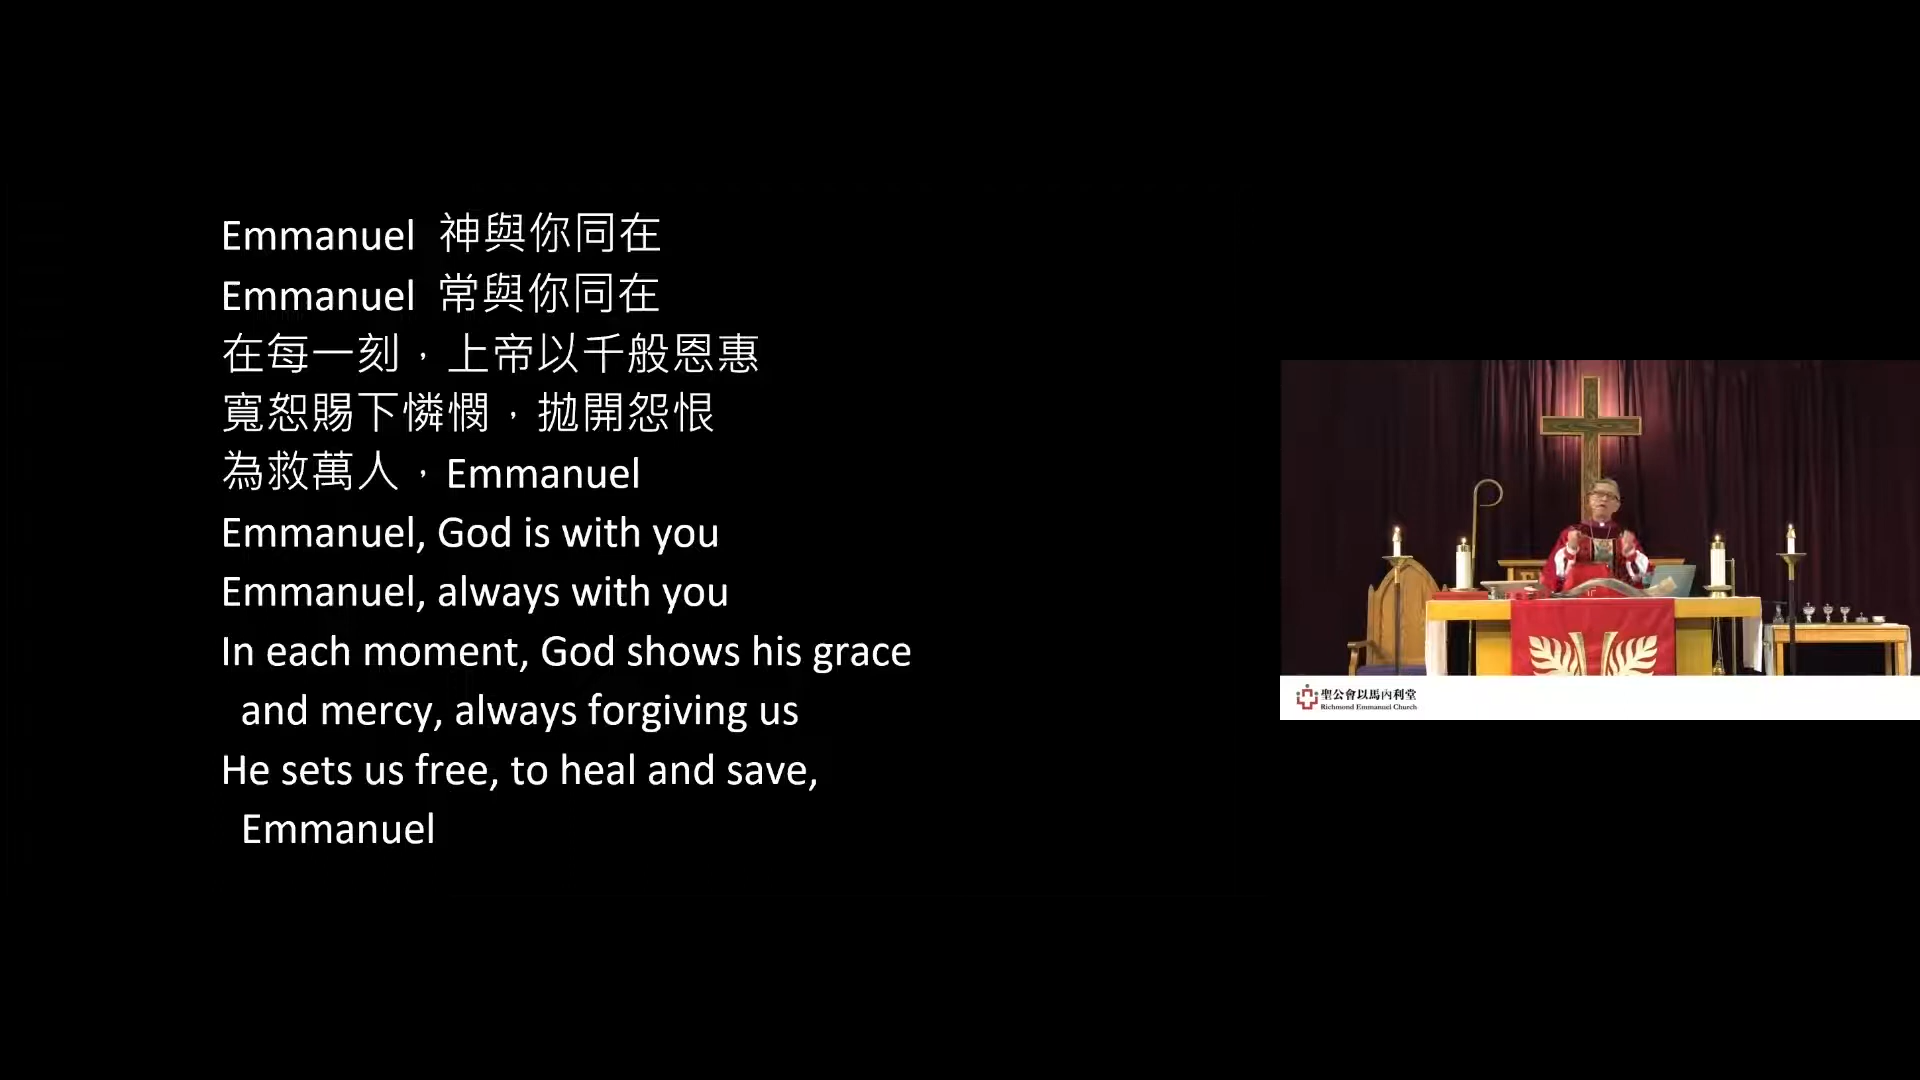 Emmanuel 神與你同在
Emmanuel 常與你同在
在每一刻，上帝以千般恩惠
寬恕賜下憐憫，拋開怨恨
為救萬人，Emmanuel
Emmanuel, God is with you
Emmanuel, always with you
In each moment, God shows his grace
and mercy, always forgiving us
He sets us free, to heal and save,
Emmanuel
聖公會以馬內利堂
Richmond Emmanuel Church